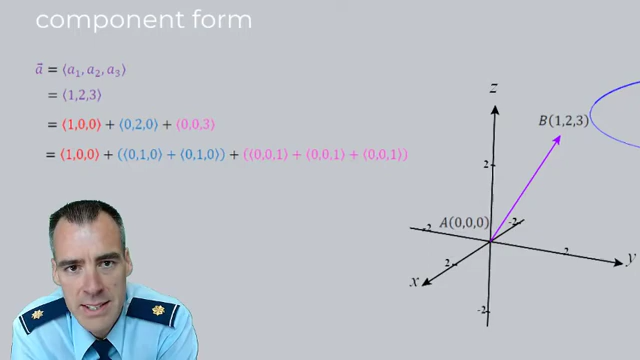 component form
a⃗ = ⟨a₁, a₂, a₃⟩
= ⟨1,2,3⟩
= ⟨1,0,0⟩ + ⟨0,2,0⟩ + ⟨0,0,3⟩
= ⟨1,0,0⟩ + (⟨0,1,0⟩ + ⟨0,1,0⟩) + (⟨0,0,1⟩ + ⟨0,0,1⟩ + ⟨0,0,1⟩)
z
B(1,2,3)
2
A(0,0,0)
-2
-2
2
2
y
x
-2